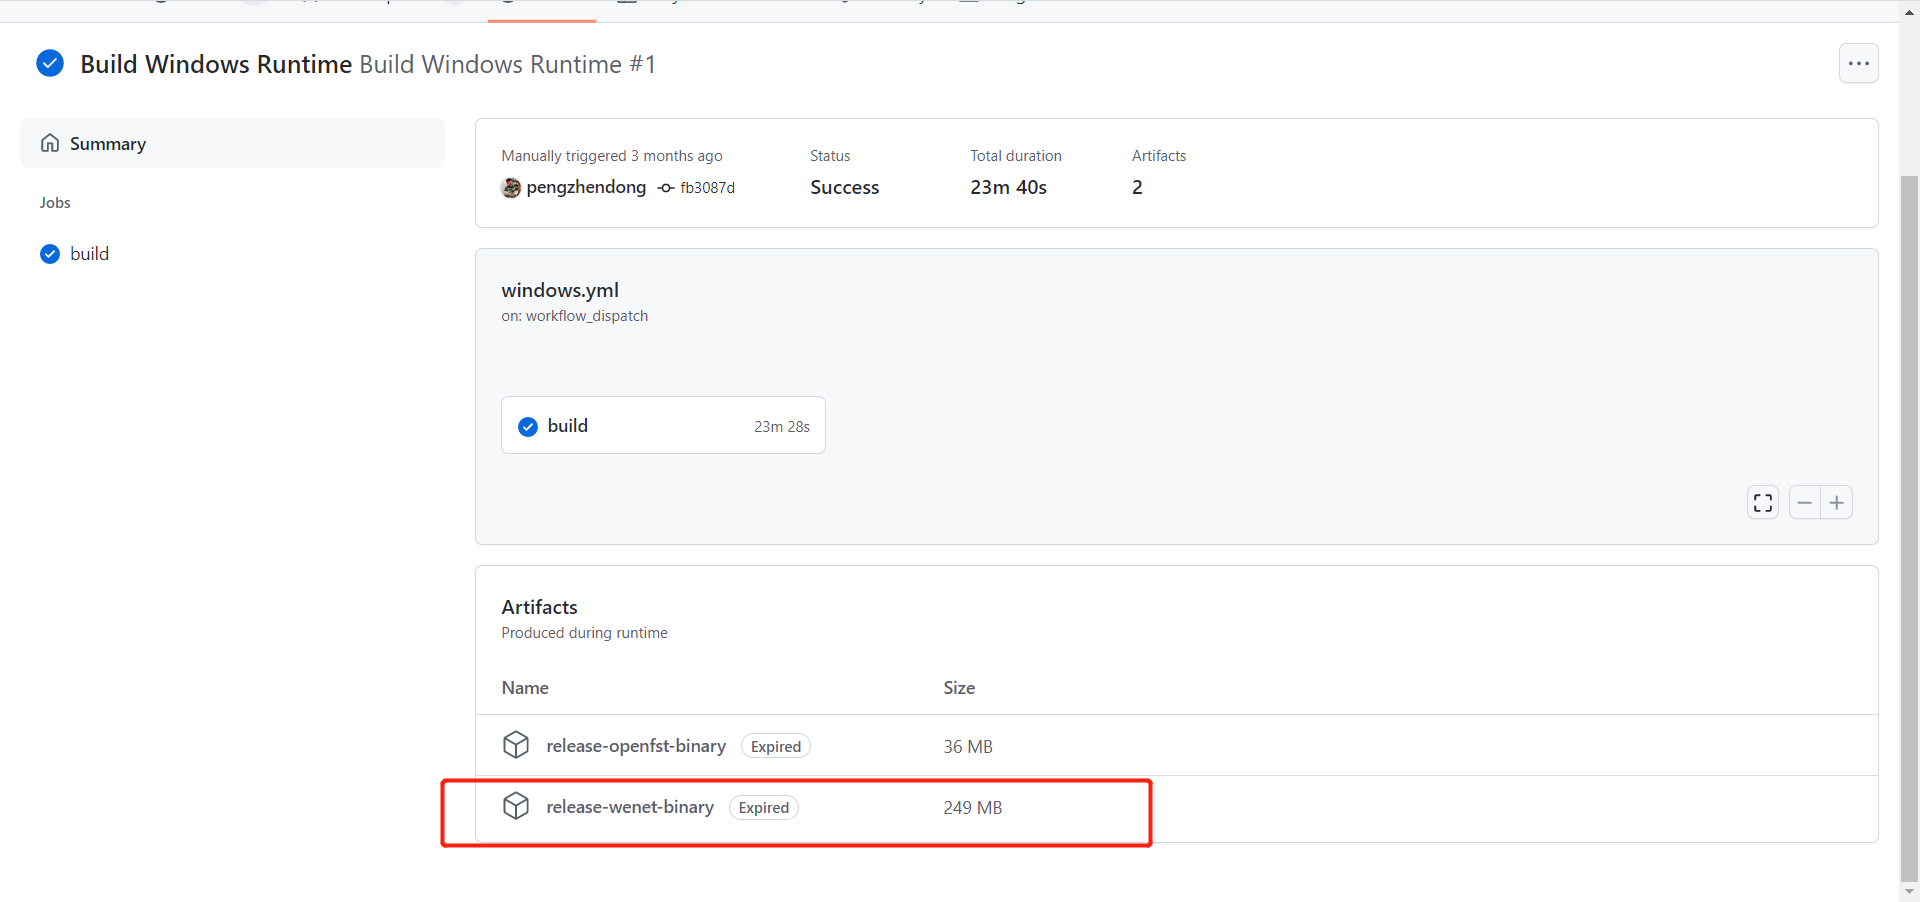 Build Windows Runtime Build Windows Runtime #1
Summary
Jobs
build
Manually triggered 3 months ago
pengzhendong fb3087d
Status
Success
Total duration
23m 40s
Artifacts
2
windows.yml
on: workflow_dispatch
build 23m 28s
Artifacts
Produced during runtime
Name Size
release-openfst-binary Expired 36 MB
release-wenet-binary Expired 249 MB